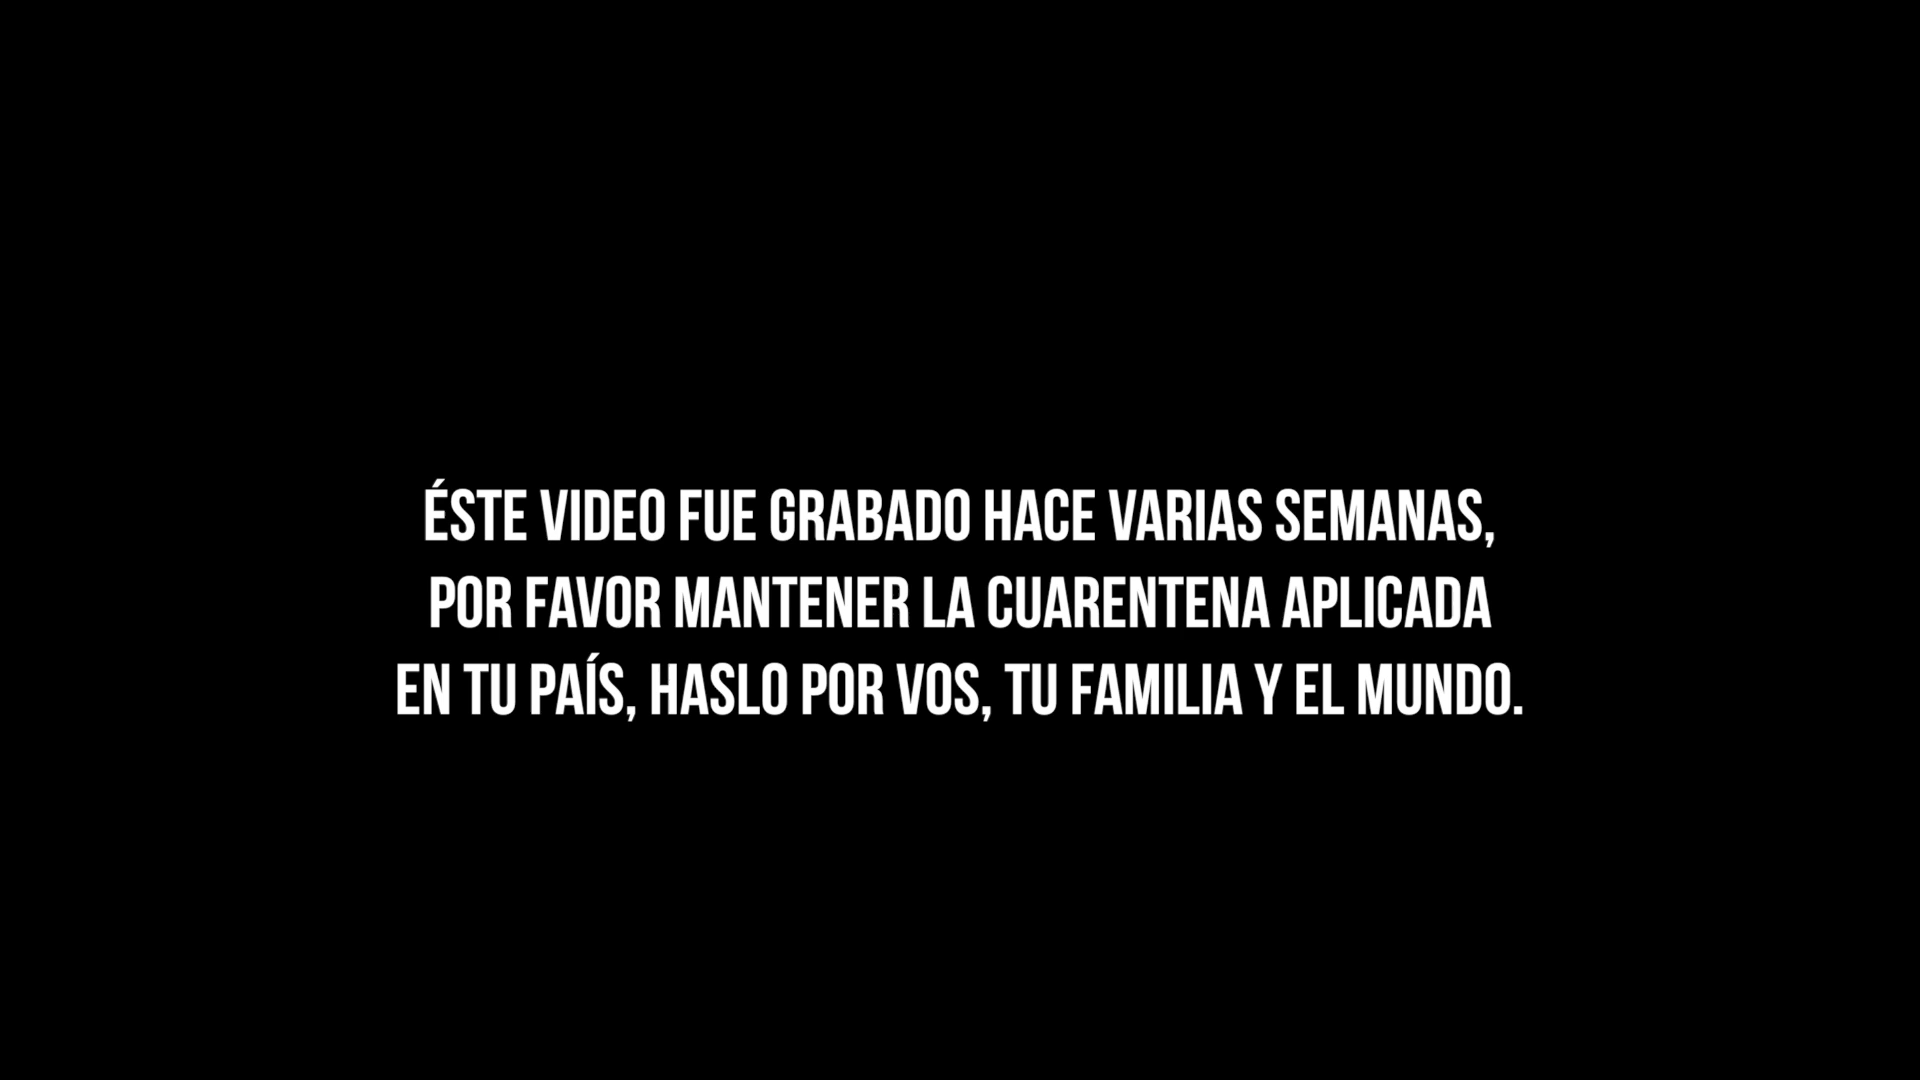 ÉSTE VIDEO FUE GRABADO HACE VARIAS SEMANAS,
POR FAVOR MANTENER LA CUARENTENA APLICADA
EN TU PAÍS, HASLO POR VOS, TU FAMILIA Y EL MUNDO.